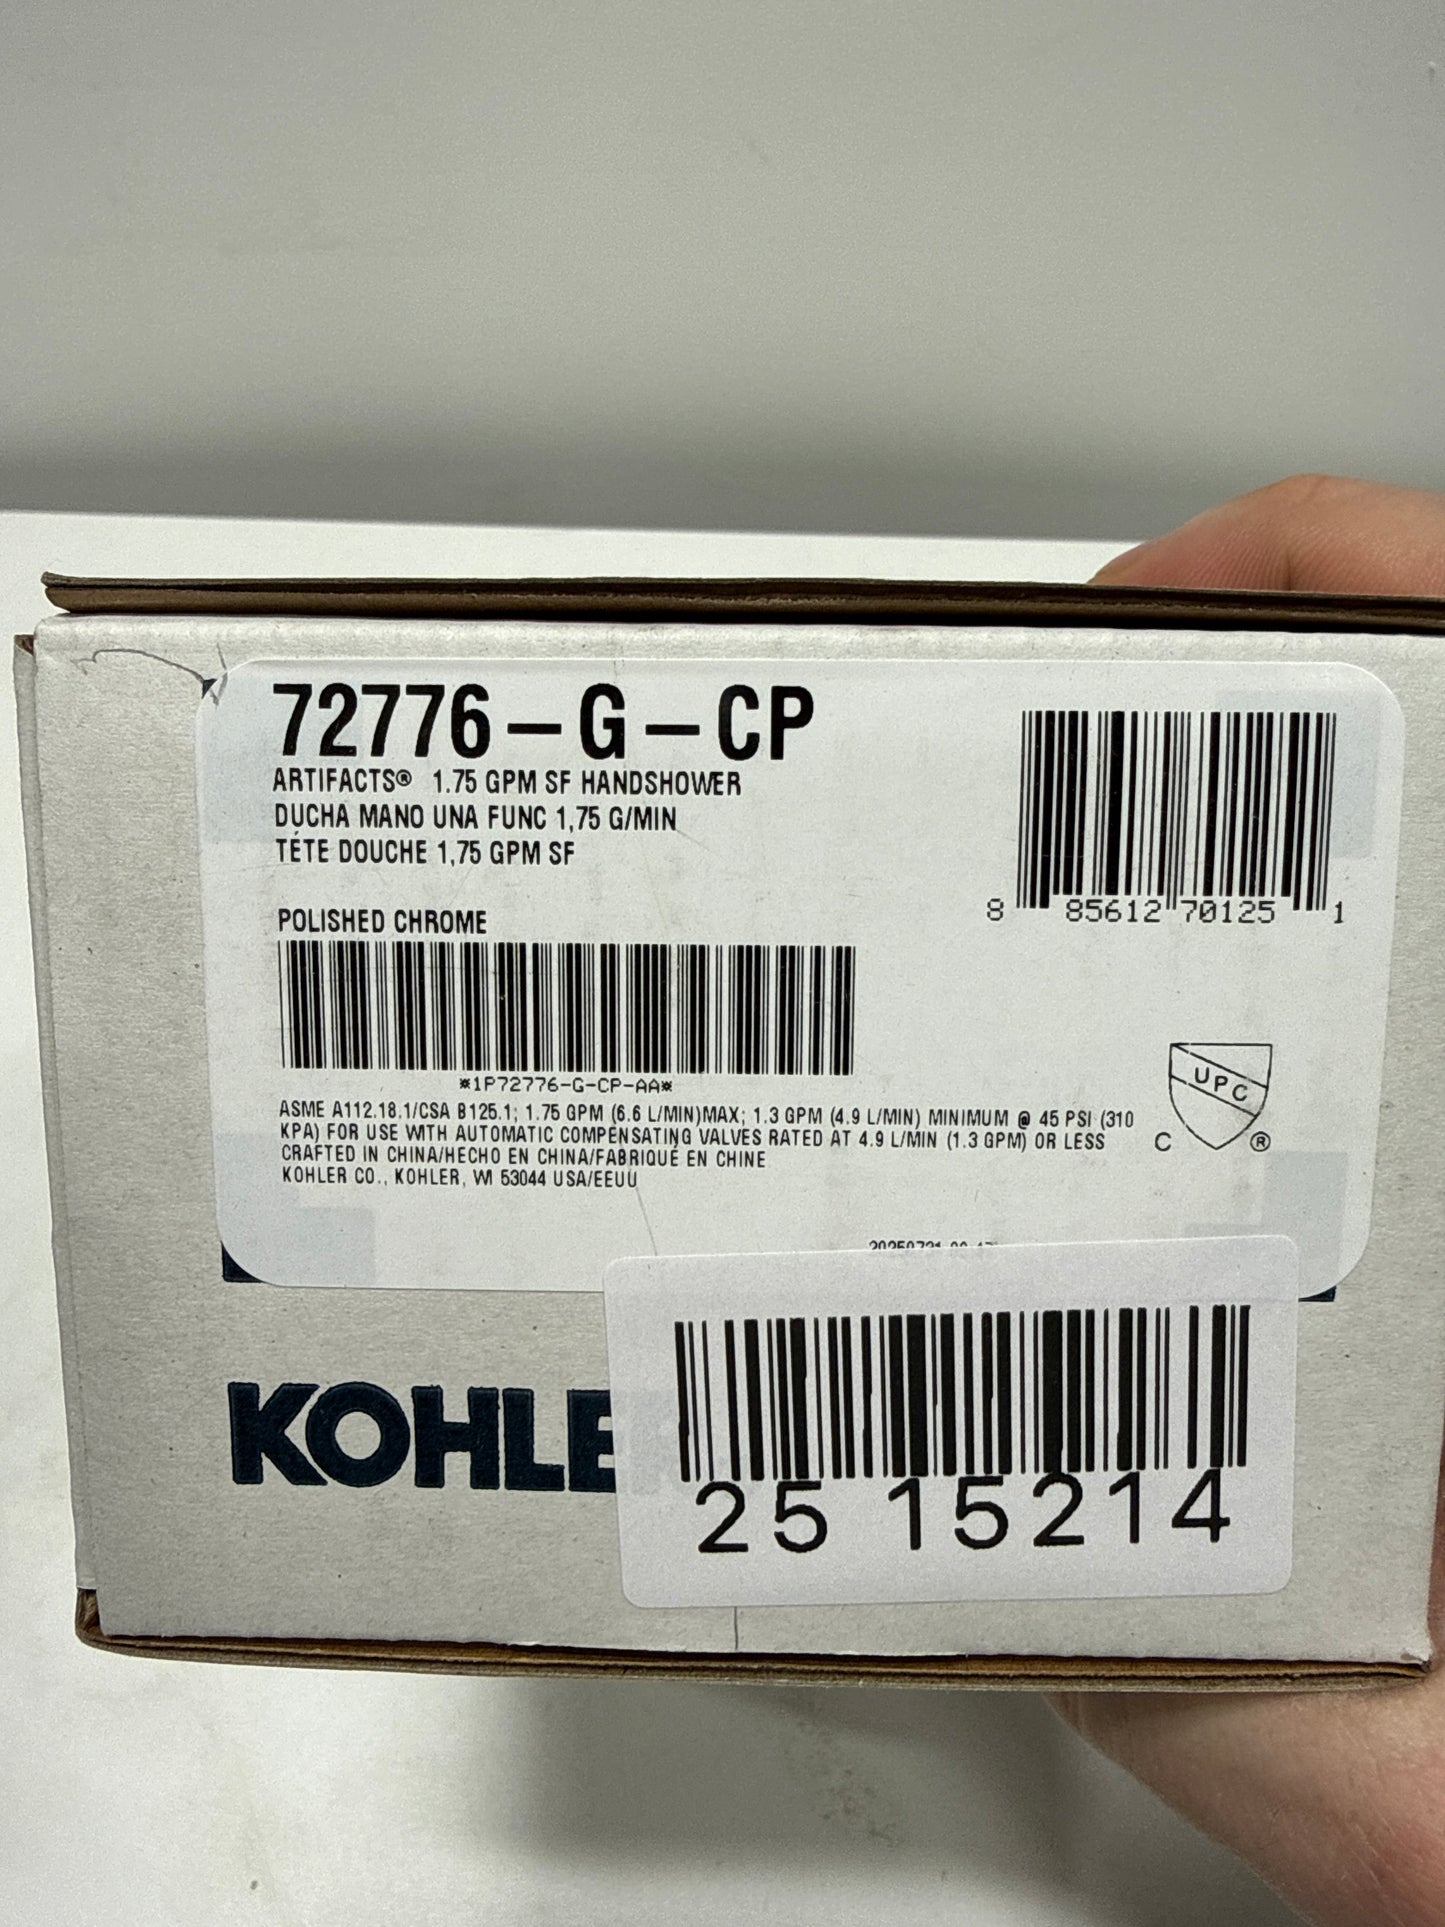 72776-G-CP
ARTIFACTS® 1.75 GPM SF HANDSHOWER
DUCHA MANO UNA FUNC 1,75 G/MIN
TÉTE DOUCHE 1,75 GPM SF
POLISHED CHROME
8 85612 70125 1
*1P72776-G-CP-AA*
ASME A112.18.1/CSA B125.1; 1.75 GPM (6.6 L/MIN)MAX; 1.3 GPM (4.9 L/MIN) MINIMUM @ 45 PSI (310
KPA) FOR USE WITH AUTOMATIC COMPENSATING VALVES RATED AT 4.9 L/MIN (1.3 GPM) OR LESS
CRAFTED IN CHINA/HECHO EN CHINA/FABRIQUÉ EN CHINE
KOHLER CO., KOHLER, WI 53044 USA/EEUU
UPC
C ®
KOHLE
25 15214